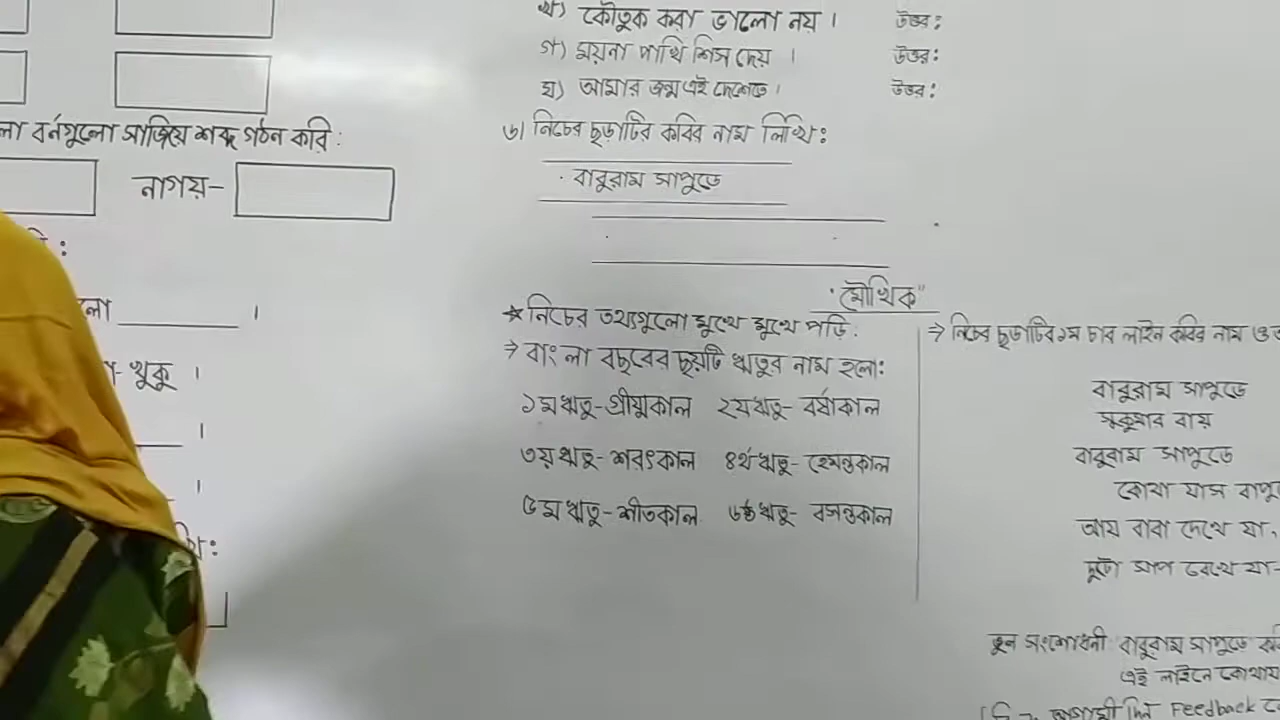 খ) কৌতুক করা ভালো নয় । উত্তর:
গ) ময়না পাখি শিস দেয় । উত্তর:
ঘ) আমার জন্ম এই দেশেতে । উত্তর:
৬) নিচের ছড়াটির কবির নাম লিখি:
বাবুরাম সাপুড়ে
বর্নগুলো সাজিয়ে শব্দ গঠন করি:
নাগয়-
খুকু ।
"মৌখিক"
☆ নিচের তথ্যগুলো মুখে মুখে পড়ি:
→ বাংলা বছরের ছয়টি ঋতুর নাম হলো:
১ম ঋতু - গ্রীষ্মকাল ২য় ঋতু - বর্ষাকাল
৩য় ঋতু - শরৎকাল ৪র্থ ঋতু - হেমন্তকাল
৫ম ঋতু - শীতকাল ৬ষ্ঠ ঋতু - বসন্তকাল
→ নিচের ছড়াটির ১ম চার লাইন কবির নাম ও
বাবুরাম সাপুড়ে
সুকুমার রায়
বাবুরাম সাপুড়ে
কোথা যাস বাপু
আয় বাবা দেখে যা,
দুটো সাপ রেখে যা-
ভুল সংশোধনী বাবুরাম সাপুড়ে
এই লাইনে কোথায়
Feedback